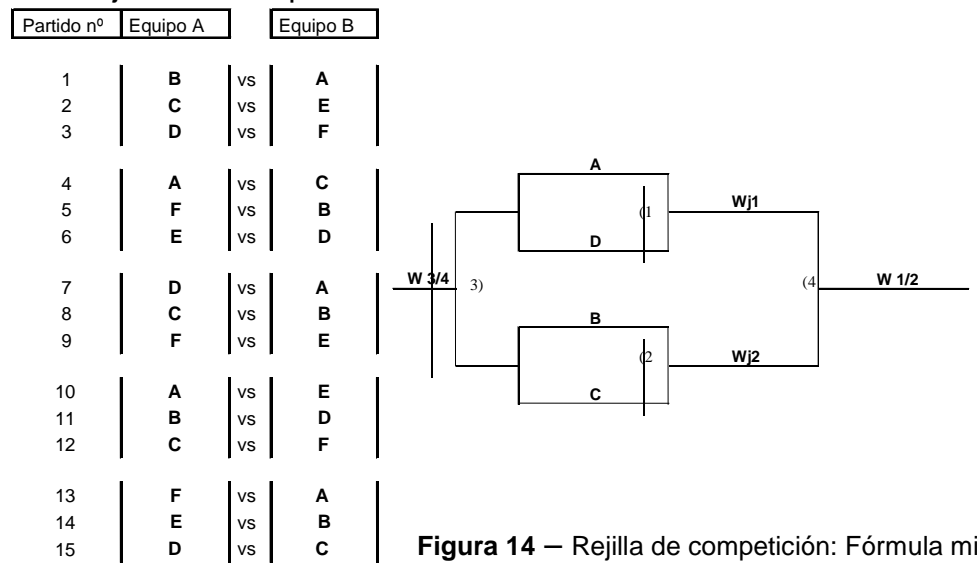 Partido nº Equipo A Equipo B
1 B vs A
2 C vs E
3 D vs F
4 A vs C
5 F vs B
6 E vs D
7 D vs A
8 C vs B
9 F vs E
10 A vs E
11 B vs D
12 C vs F
13 F vs A
14 E vs B
15 D vs C
A
(1
Wj1
D
W 3/4
3)
(4
W 1/2
B
(2
Wj2
C
Figura 14 – Rejilla de competición: Fórmula mi